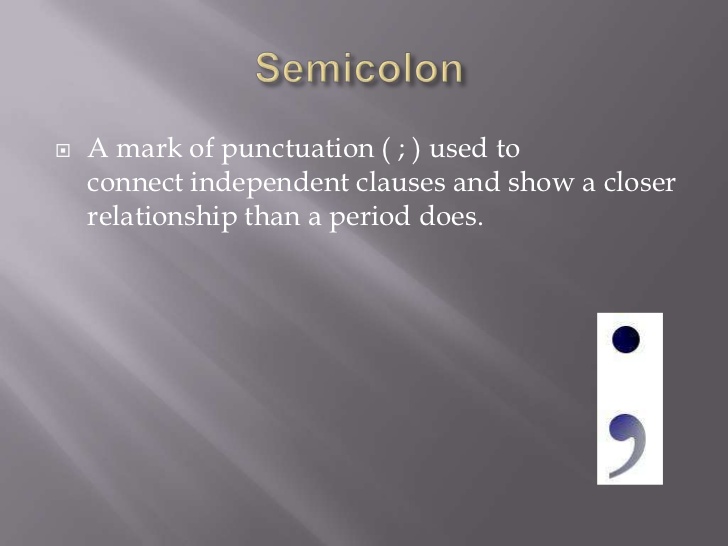 Semicolon
A mark of punctuation ( ; ) used to
connect independent clauses and show a closer
relationship than a period does.
;